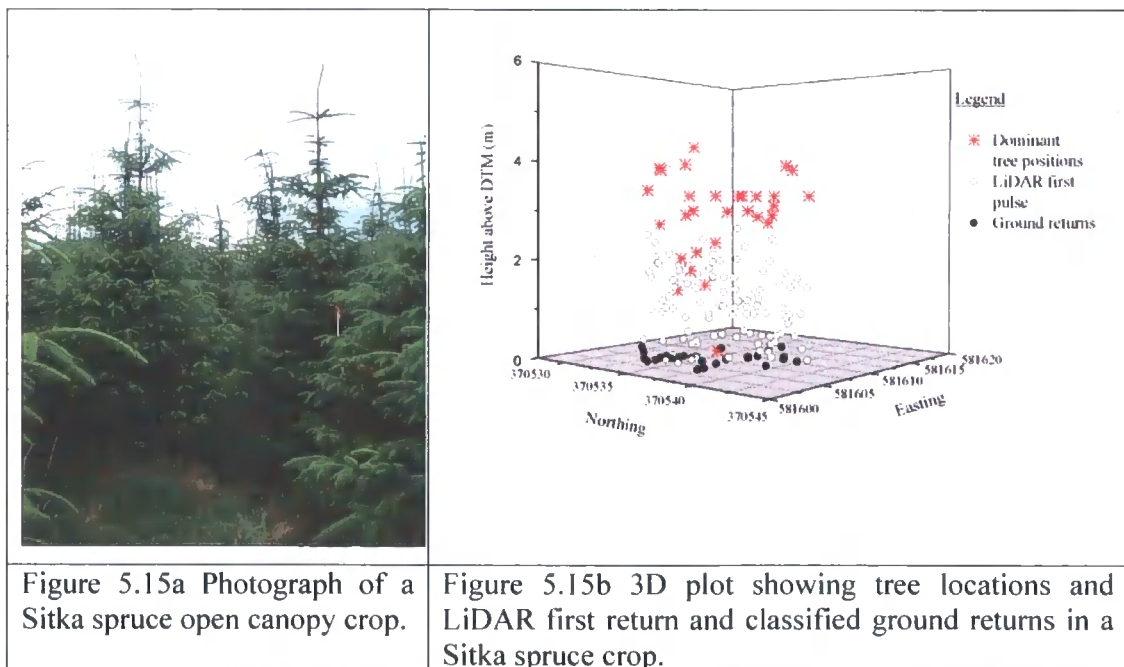 6
4
2
0
Height above DTM (m)
370530
370535
370540
370545
Northing
581600
581605
581610
581615
581620
Easting
Legend
Dominant
tree positions
LiDAR first
pulse
Ground returns
Figure 5.15a Photograph of a
Sitka spruce open canopy crop.
Figure 5.15b 3D plot showing tree locations and
LiDAR first return and classified ground returns in a
Sitka spruce crop.